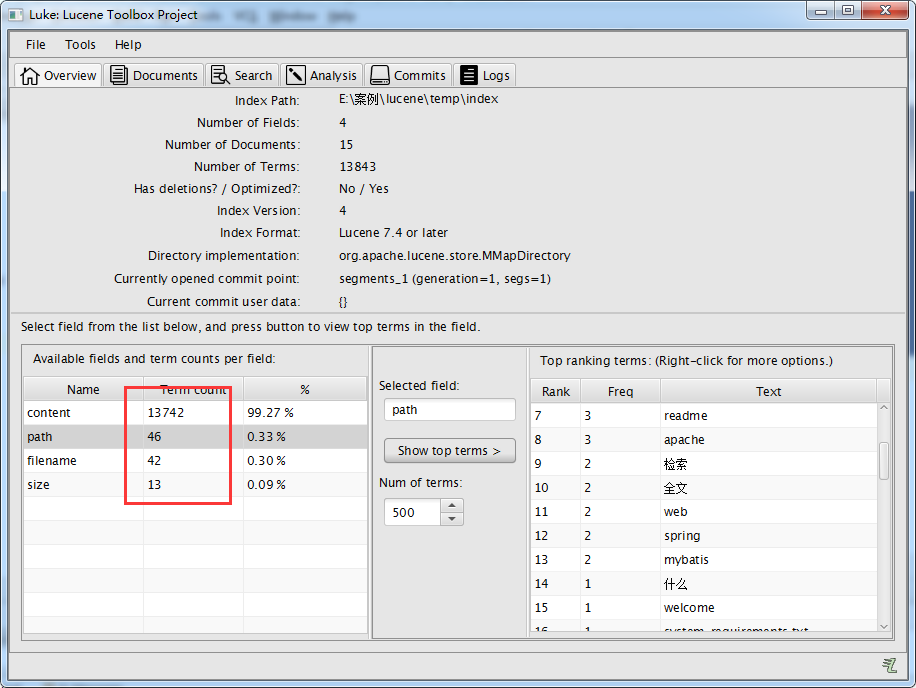 Luke: Lucene Toolbox Project
File Tools Help
Overview Documents Search Analysis Commits Logs
Index Path: E:\案例\lucene\temp\index
Number of Fields: 4
Number of Documents: 15
Number of Terms: 13843
Has deletions? / Optimized?: No / Yes
Index Version: 4
Index Format: Lucene 7.4 or later
Directory implementation: org.apache.lucene.store.MMapDirectory
Currently opened commit point: segments_1 (generation=1, segs=1)
Current commit user data: {}
Select field from the list below, and press button to view top terms in the field.
Available fields and term counts per field:
Name Term count %
content 13742 99.27 %
path 46 0.33 %
filename 42 0.30 %
size 13 0.09 %
Selected field:
path
Show top terms >
Num of terms:
500
Top ranking terms: (Right-click for more options.)
Rank Freq Text
7 3 readme
8 3 apache
9 2 检索
10 2 全文
11 2 web
12 2 spring
13 2 mybatis
14 1 什么
15 1 welcome
16 1 system_requirements.txt